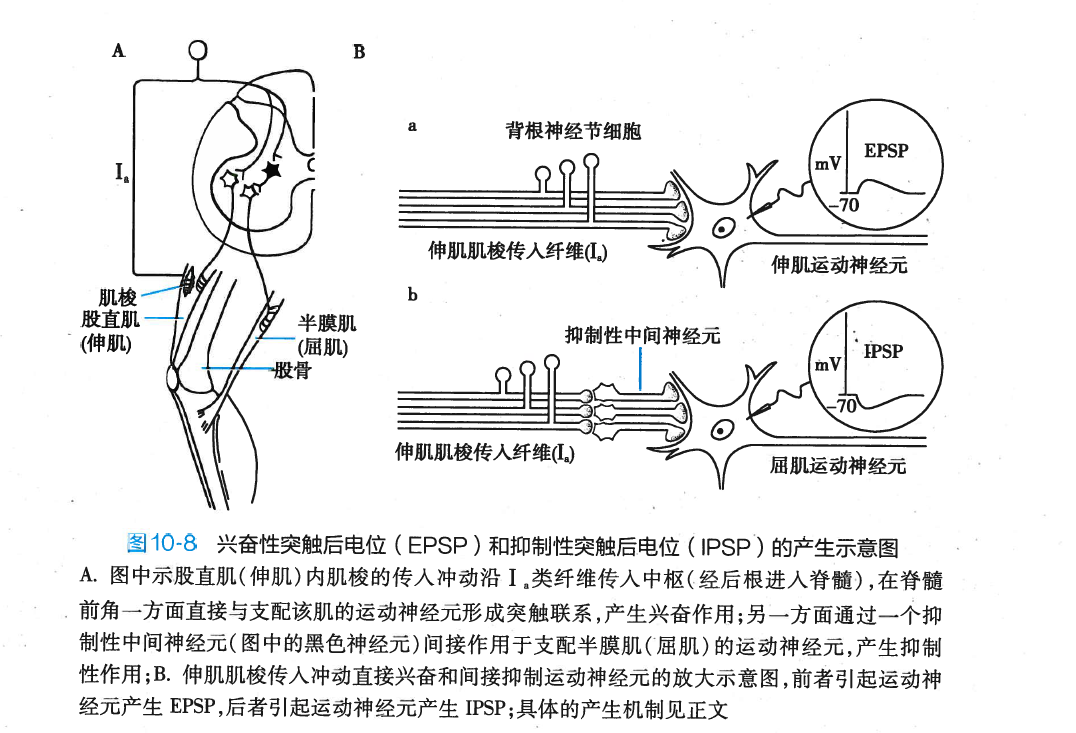 A
B
Iₐ
肌梭
股直肌
(伸肌)
半膜肌
(屈肌)
股骨
a
背根神经节细胞
伸肌肌梭传入纤维(Iₐ)
mV
EPSP
-70
伸肌运动神经元
b
抑制性中间神经元
伸肌肌梭传入纤维(Iₐ)
mV
IPSP
-70
屈肌运动神经元
图10-8 兴奋性突触后电位(EPSP)和抑制性突触后电位(IPSP)的产生示意图
A. 图中示股直肌(伸肌)内肌梭的传入冲动沿Ⅰₐ类纤维传入中枢(经后根进入脊髓),在脊髓
前角一方面直接与支配该肌的运动神经元形成突触联系,产生兴奋作用;另一方面通过一个抑
制性中间神经元(图中的黑色神经元)间接作用于支配半膜肌(屈肌)的运动神经元,产生抑制
性作用;B. 伸肌肌梭传入冲动直接兴奋和间接抑制运动神经元的放大示意图,前者引起运动神
经元产生 EPSP,后者引起运动神经元产生 IPSP;具体的产生机制见正文